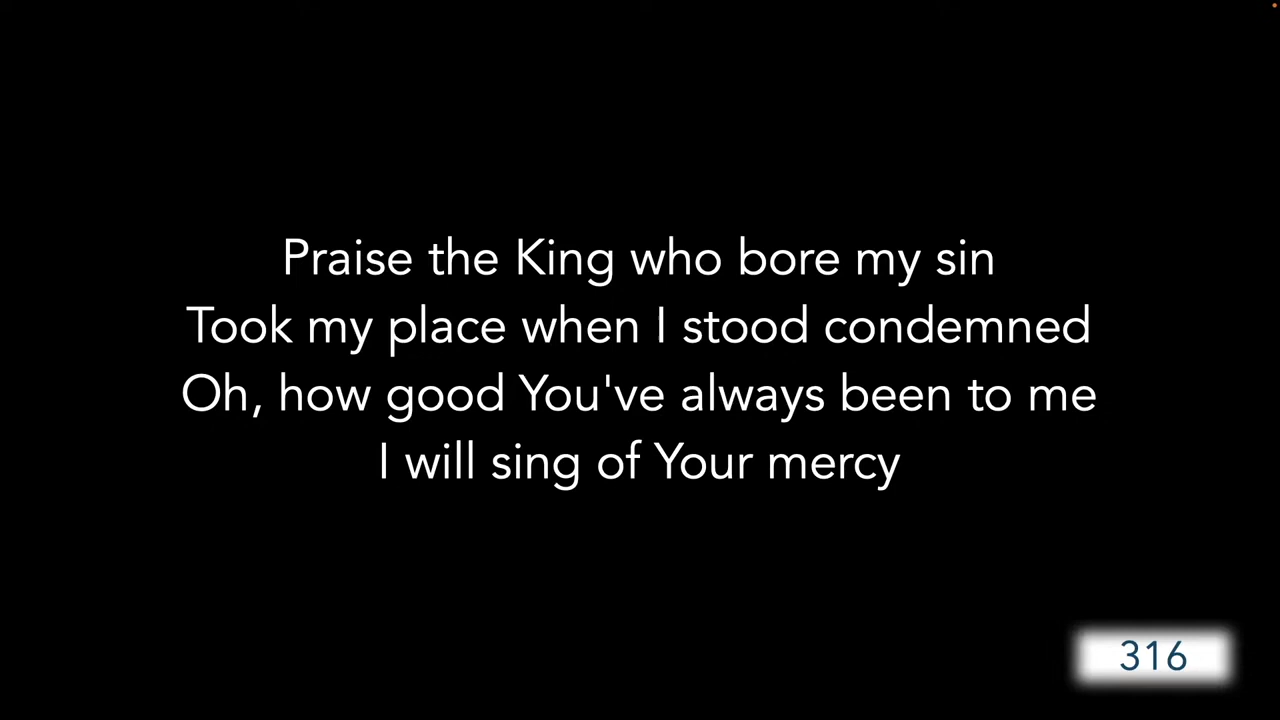 Praise the King who bore my sin
Took my place when I stood condemned
Oh, how good You've always been to me
I will sing of Your mercy
316